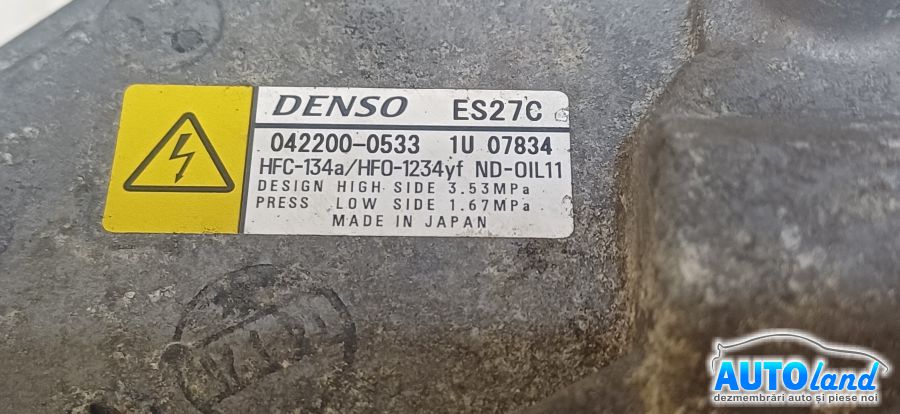 DENSO ES27C
042200-0533 1U 07834
HFC-134a/HFO-1234yf ND-OIL11
DESIGN HIGH SIDE 3.53MPa
PRESS LOW SIDE 1.67MPa
MADE IN JAPAN
AUTOland
dezmembrări auto și piese noi